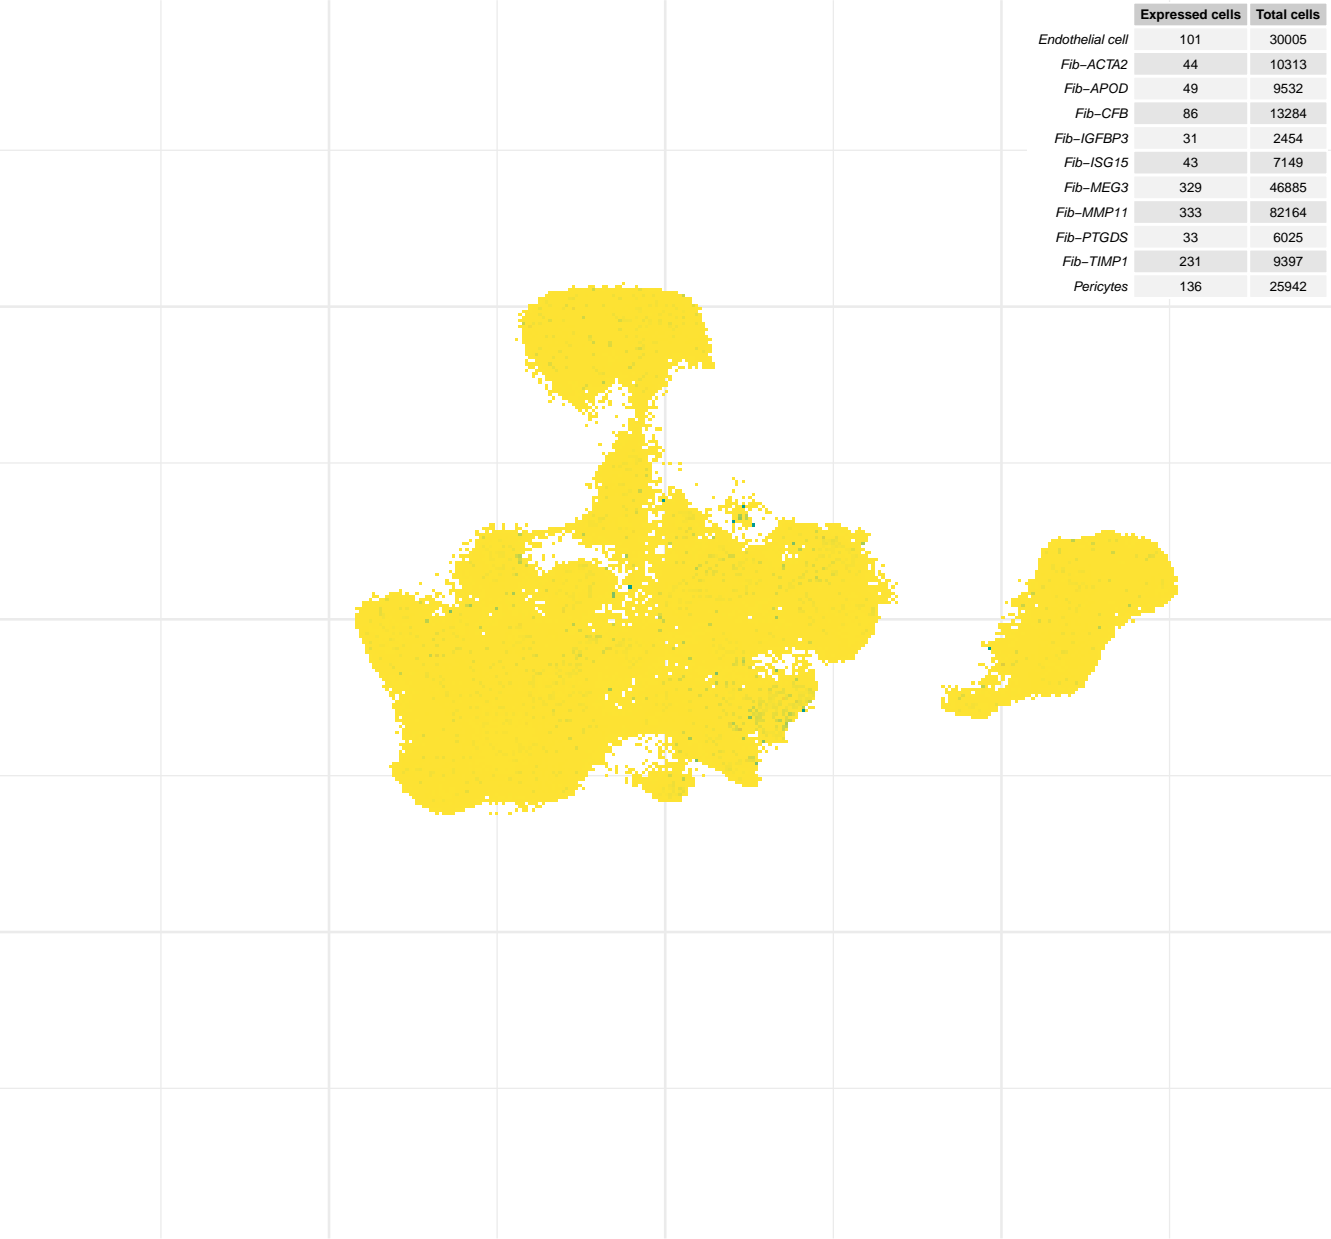 Expressed cells Total cells
Endothelial cell 101 30005
Fib−ACTA2 44 10313
Fib−APOD 49 9532
Fib−CFB 86 13284
Fib−IGFBP3 31 2454
Fib−ISG15 43 7149
Fib−MEG3 329 46885
Fib−MMP11 333 82164
Fib−PTGDS 33 6025
Fib−TIMP1 231 9397
Pericytes 136 25942